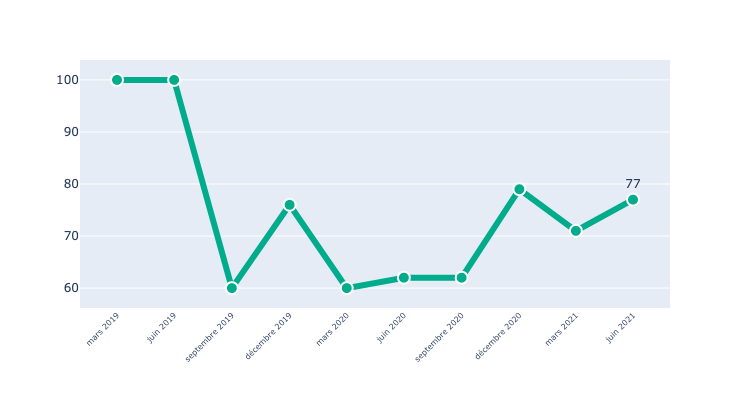 100
90
80
70
60
77
mars 2019
juin 2019
septembre 2019
décembre 2019
mars 2020
juin 2020
septembre 2020
décembre 2020
mars 2021
juin 2021